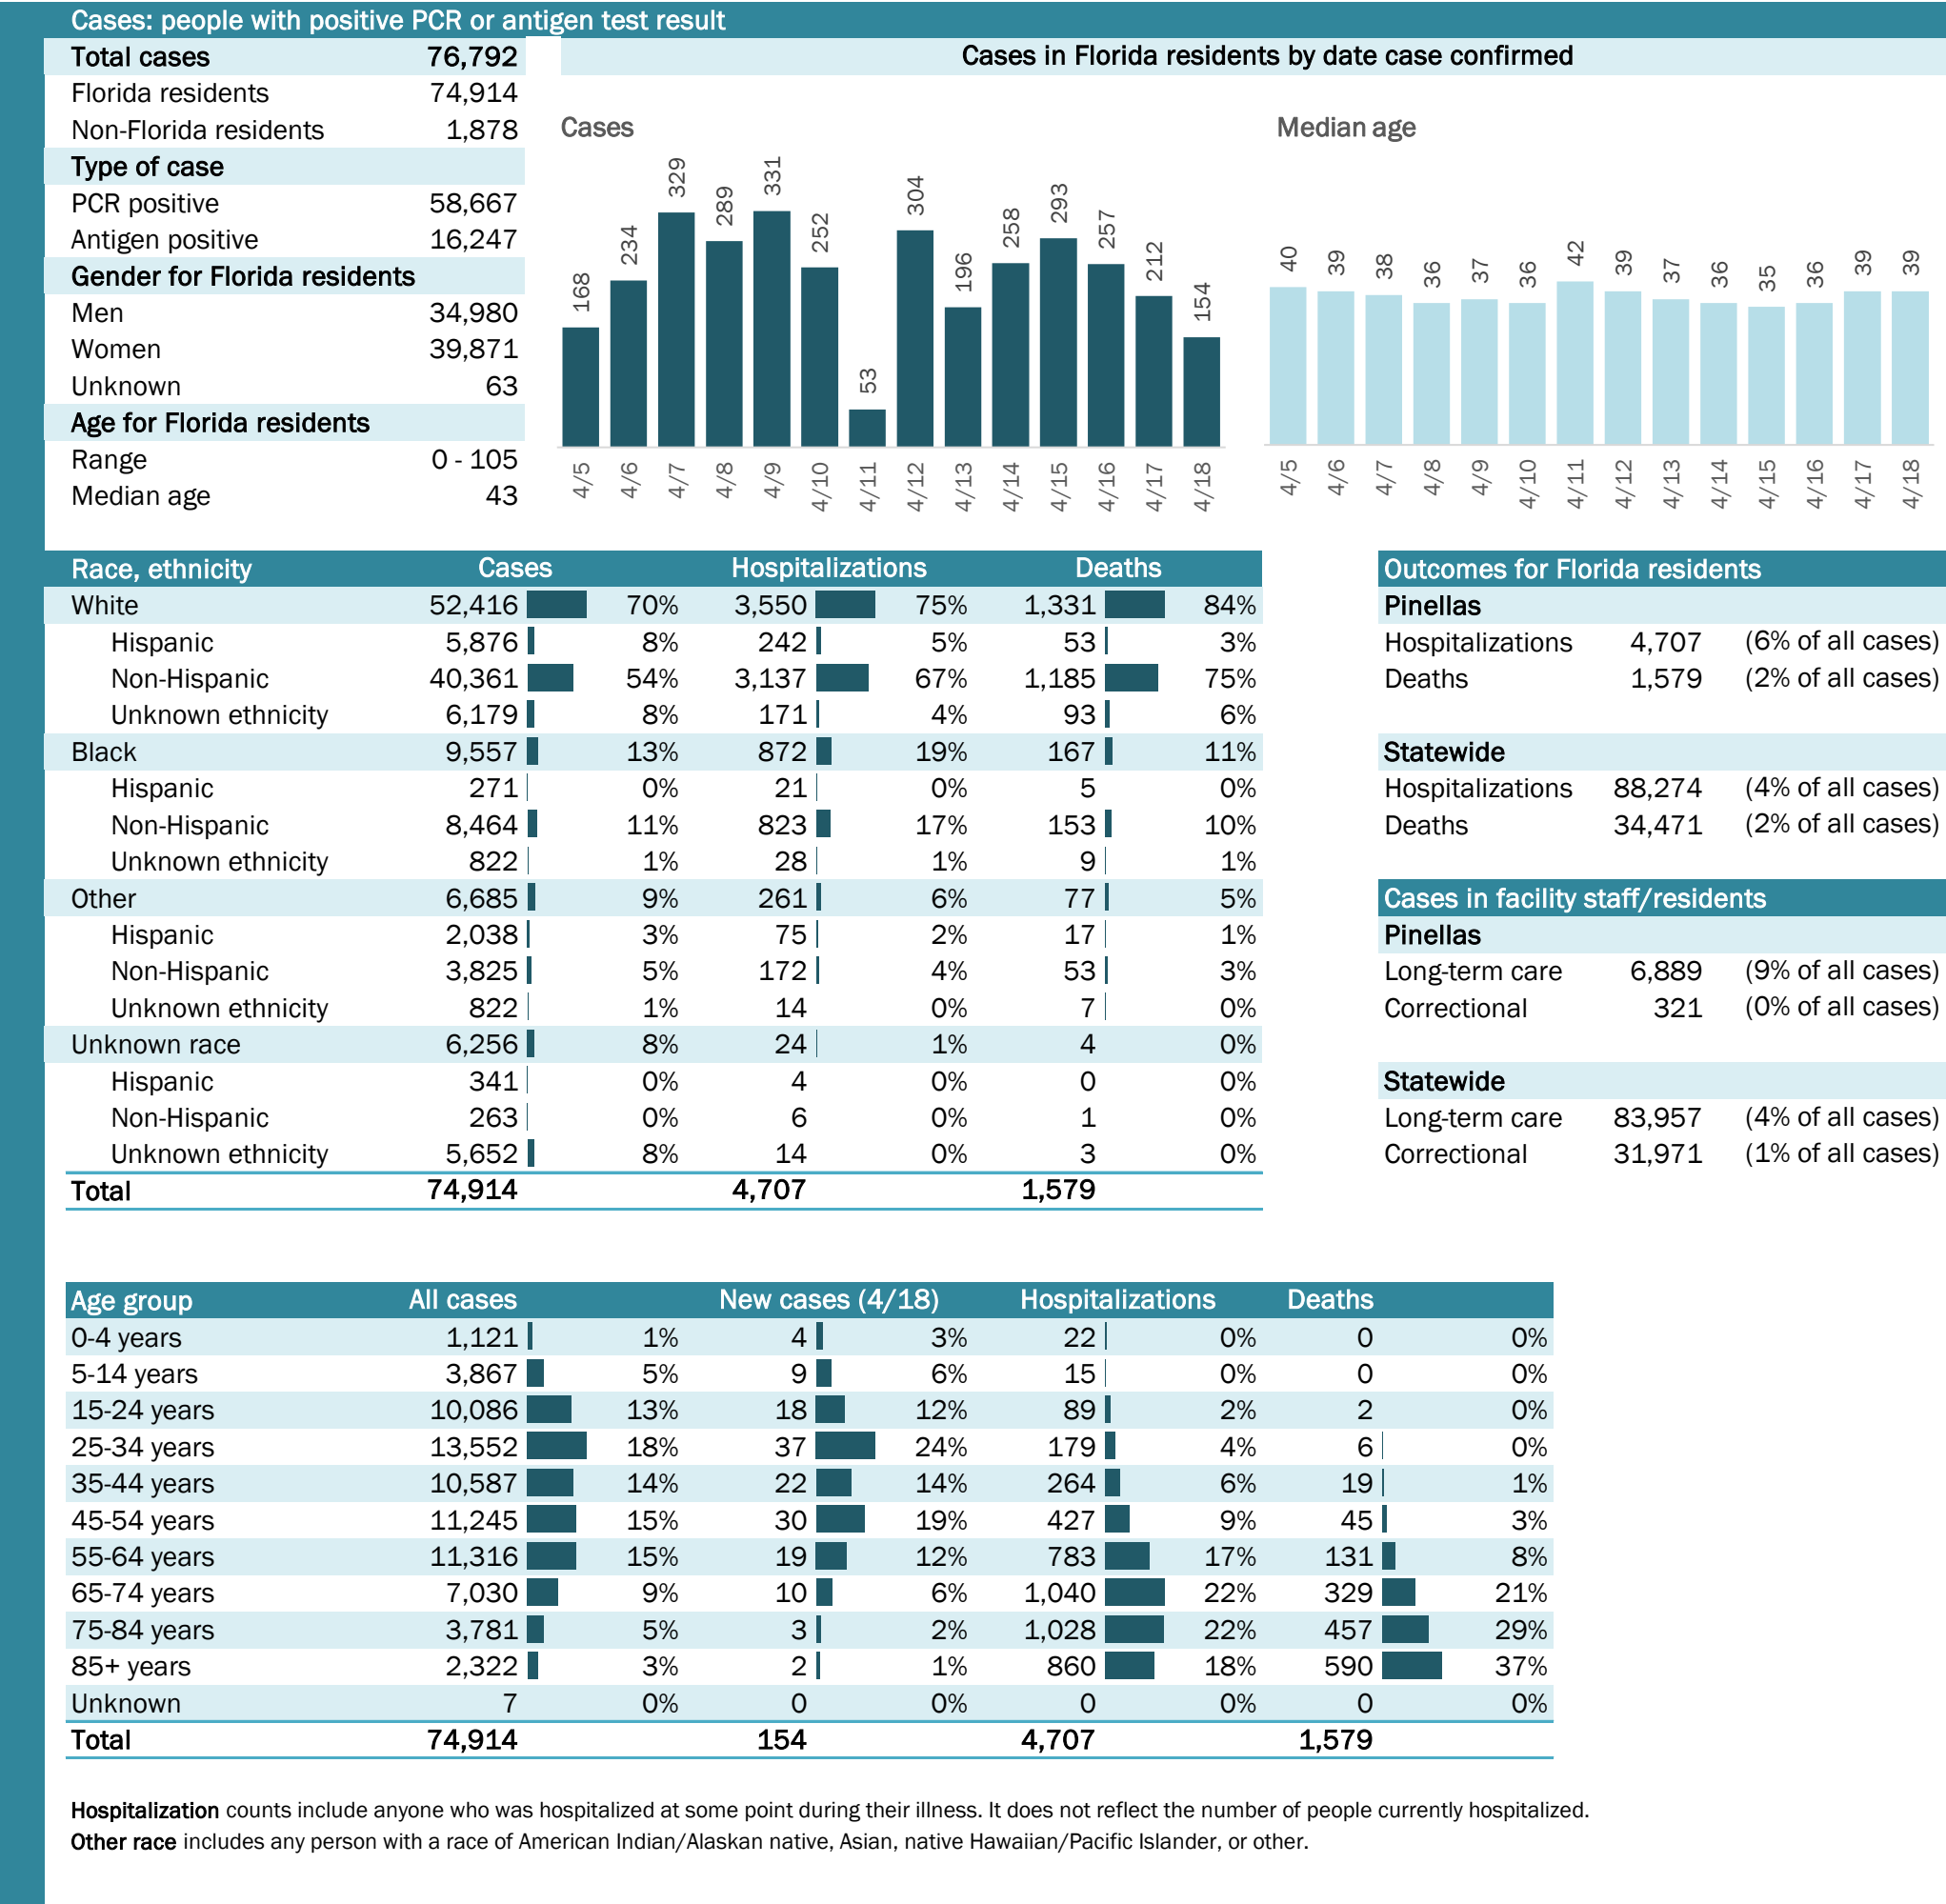 Cases: people with positive PCR or antigen test result
Total cases 76,792
Florida residents 74,914
Non-Florida residents 1,878
Type of case
PCR positive 58,667
Antigen positive 16,247
Gender for Florida residents
Men 34,980
Women 39,871
Unknown 63
Age for Florida residents
Range 0 - 105
Median age 43
Cases in Florida residents by date case confirmed
Cases
168 234 329 289 331 252 53 304 196 258 293 257 212 154
4/5 4/6 4/7 4/8 4/9 4/10 4/11 4/12 4/13 4/14 4/15 4/16 4/17 4/18
Median age
40 39 38 36 37 36 42 39 37 36 35 36 39 39
4/5 4/6 4/7 4/8 4/9 4/10 4/11 4/12 4/13 4/14 4/15 4/16 4/17 4/18
Race, ethnicity Cases Hospitalizations Deaths
White 52,416 70% 3,550 75% 1,331 84%
Hispanic 5,876 8% 242 5% 53 3%
Non-Hispanic 40,361 54% 3,137 67% 1,185 75%
Unknown ethnicity 6,179 8% 171 4% 93 6%
Black 9,557 13% 872 19% 167 11%
Hispanic 271 0% 21 0% 5 0%
Non-Hispanic 8,464 11% 823 17% 153 10%
Unknown ethnicity 822 1% 28 1% 9 1%
Other 6,685 9% 261 6% 77 5%
Hispanic 2,038 3% 75 2% 17 1%
Non-Hispanic 3,825 5% 172 4% 53 3%
Unknown ethnicity 822 1% 14 0% 7 0%
Unknown race 6,256 8% 24 1% 4 0%
Hispanic 341 0% 4 0% 0 0%
Non-Hispanic 263 0% 6 0% 1 0%
Unknown ethnicity 5,652 8% 14 0% 3 0%
Total 74,914 4,707 1,579
Outcomes for Florida residents
Pinellas
Hospitalizations 4,707 (6% of all cases)
Deaths 1,579 (2% of all cases)
Statewide
Hospitalizations 88,274 (4% of all cases)
Deaths 34,471 (2% of all cases)
Cases in facility staff/residents
Pinellas
Long-term care 6,889 (9% of all cases)
Correctional 321 (0% of all cases)
Statewide
Long-term care 83,957 (4% of all cases)
Correctional 31,971 (1% of all cases)
Age group All cases New cases (4/18) Hospitalizations Deaths
0-4 years 1,121 1% 4 3% 22 0% 0 0%
5-14 years 3,867 5% 9 6% 15 0% 0 0%
15-24 years 10,086 13% 18 12% 89 2% 2 0%
25-34 years 13,552 18% 37 24% 179 4% 6 0%
35-44 years 10,587 14% 22 14% 264 6% 19 1%
45-54 years 11,245 15% 30 19% 427 9% 45 3%
55-64 years 11,316 15% 19 12% 783 17% 131 8%
65-74 years 7,030 9% 10 6% 1,040 22% 329 21%
75-84 years 3,781 5% 3 2% 1,028 22% 457 29%
85+ years 2,322 3% 2 1% 860 18% 590 37%
Unknown 7 0% 0 0% 0 0% 0 0%
Total 74,914 154 4,707 1,579
Hospitalization counts include anyone who was hospitalized at some point during their illness. It does not reflect the number of people currently hospitalized.
Other race includes any person with a race of American Indian/Alaskan native, Asian, native Hawaiian/Pacific Islander, or other.